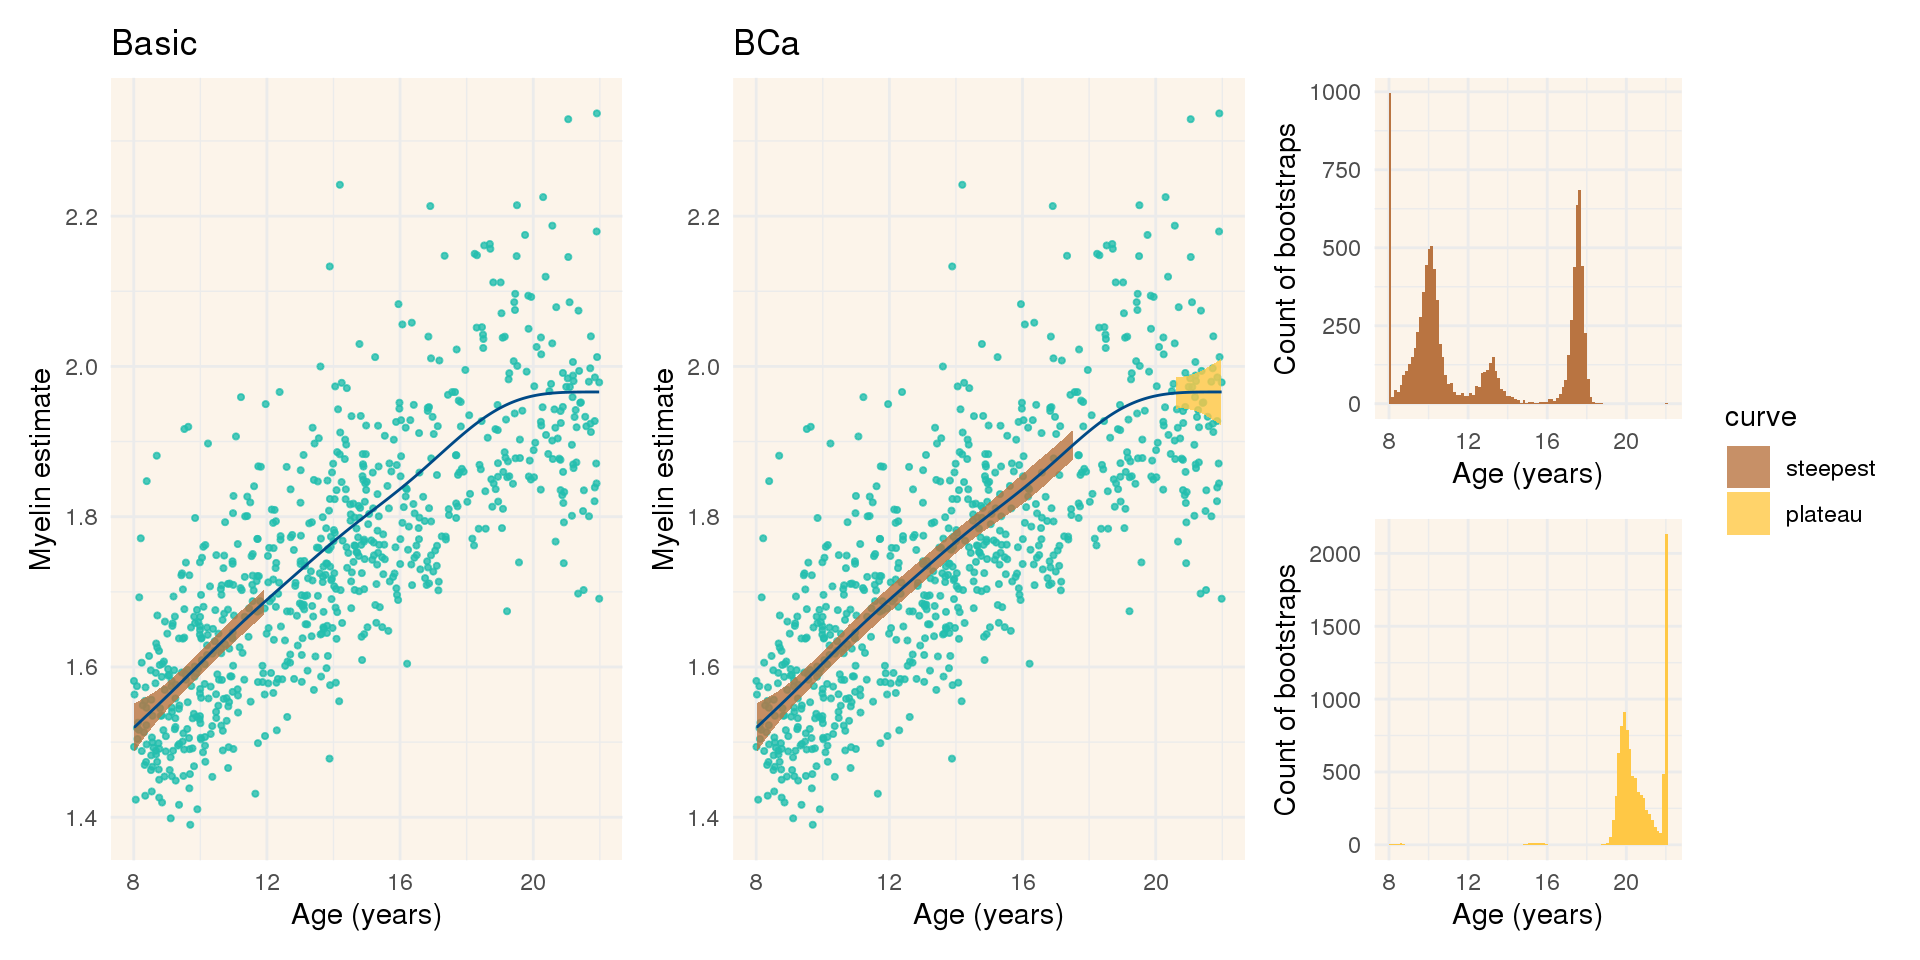 Basic
Myelin estimate
2.2
2.0
1.8
1.6
1.4
8 12 16 20
Age (years)
BCa
Myelin estimate
2.2
2.0
1.8
1.6
1.4
8 12 16 20
Age (years)
Count of bootstraps
1000
750
500
250
0
8 12 16 20
Age (years)
Count of bootstraps
2000
1500
1000
500
0
8 12 16 20
Age (years)
curve
steepest
plateau